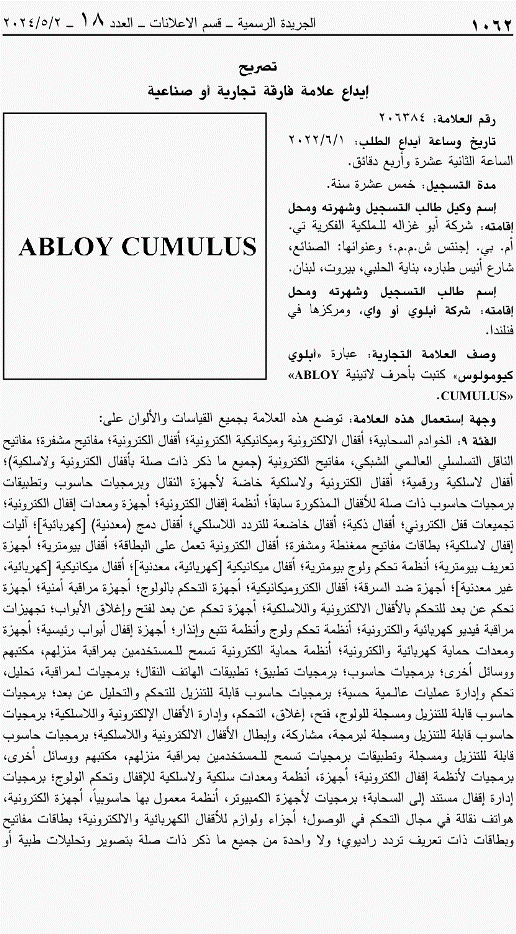 ١٠٦٢ الجريدة الرسمية – قسم الاعلانات – العدد ١٨ – ٢٠٢٤/٥/٢
تصريح
إيداع علامة فارقة تجارية أو صناعية
رقم العلامة: ٢٠٦٣٨٤
تاريخ وساعة أيداع الطلب: ٢٠٢٢/٦/١
الساعة الثانية عشرة وأربع دقائق.
مدة التسجيل: خمس عشرة سنة.
إسم وكيل طالب التسجيل وشهرته ومحل
إقامته: شركة أبو غزاله للملكية الفكرية تي.
أم. بي. إجنتس ش.م.م.؛ وعنوانها: الصنائع،
شارع أنيس طباره، بناية الحلبي، بيروت، لبنان.
إسم طالب التسجيل وشهرته ومحل
إقامته: شركة أبلوي أو واي، ومركزها في
فنلندا.
وصف العلامة التجارية: عبارة «أبلوي
كيومولوس» كتبت بأحرف لاتينية «ABLOY
CUMULUS».
ABLOY CUMULUS
وجهة إستعمال هذه العلامة: توضع هذه العلامة بجميع القياسات والألوان على:
الفئة ٩: الخوادم السحابية؛ أقفال الالكترونية وميكانيكية الكترونية؛ أقفال الكترونية؛ مفاتيح مشفرة؛ مفاتيح
الناقل التسلسلي العالمي الشبكي، مفاتيح الكترونية (جميع ما ذكر ذات صلة بأقفال الكترونية ولاسلكية)؛
أقفال لاسلكية ورقمية؛ أقفال الكترونية ولاسلكية خاضة لأجهزة النقال وبرمجيات حاسوب وتطبيقات
برمجيات حاسوب ذات صلة للأقفال المذكورة سابقاً؛ أنظمة إقفال الكترونية؛ أجهزة ومعدات إقفال الكترونية؛
تجميعات قفل الكتروني؛ أقفال ذكية؛ أقفال خاضعة للتردد اللاسلكي؛ أقفال دمج (معدنية) [كهربائية]؛ آليات
إقفال لاسلكية؛ بطاقات مفاتيح ممغنطة ومشفرة؛ أقفال الكترونية تعمل على البطاقة؛ أقفال بيومترية؛ أجهزة
تعريف بيومترية؛ أنظمة تحكم ولوج بيومترية؛ أقفال ميكانيكية [كهربائية، معدنية]؛ أقفال ميكانيكية [كهربائية،
غير معدنية]؛ أجهزة ضد السرقة؛ أقفال الكتروميكانيكية؛ أجهزة التحكم بالولوج؛ أجهزة مراقبة أمنية؛ أجهزة
تحكم عن بعد للتحكم بالأقفال الالكترونية واللاسلكية؛ أجهزة تحكم عن بعد لفتح وإغلاق الأبواب؛ تجهيزات
مراقبة فيديو كهربائية والكترونية؛ أنظمة تحكم ولوج وأنظمة نتبع وإنذار؛ أجهزة إقفال أبواب رئيسية؛ أجهزة
ومعدات حماية كهربائية والكترونية؛ أنظمة حماية الكترونية تسمح للمستخدمين بمراقبة منزلهم، مكتبهم
ووسائل أخرى؛ برمجيات حاسوب؛ برمجيات تطبيق؛ تطبيقات الهاتف النقال؛ برمجيات لمراقبة، تحليل،
تحكم وإدارة عمليات عالمية حسية؛ برمجيات حاسوب قابلة للتنزيل للتحكم والتحليل عن بعد؛ برمجيات
حاسوب قابلة للتنزيل ومسجلة للولوج، فتح، إغلاق، التحكم، وإدارة الأقفال الإلكترونية واللاسلكية؛ برمجيات
حاسوب قابلة للتنزيل ومسجلة لبرمجة، مشاركة، وإبطال الأقفال الالكترونية واللاسلكية؛ برمجيات حاسوب
قابلة للتنزيل ومسجلة وتطبيقات برمجيات تسمح للمستخدمين بمراقبة منزلهم، مكتبهم ووسائل أخرى،
برمجيات لأنظمة إقفال الكترونية؛ أجهزة، أنظمة ومعدات سلكية ولاسلكية للإقفال وتحكم الولوج؛ برمجيات
إدارة إقفال مستند إلى السحابة؛ برمجيات لأجهزة الكمبيوتر، أنظمة معمول بها حاسوبياً، أجهزة الكترونية،
هواتف نقالة في مجال التحكم في الوصول؛ أجزاء ولوازم للأقفال الكهربائية والالكترونية؛ بطاقات مفاتيح
وبطاقات ذات تعريف تردد راديوي؛ ولا واحدة من جميع ما ذكر ذات صلة بتصوير وتحليلات طبية أو